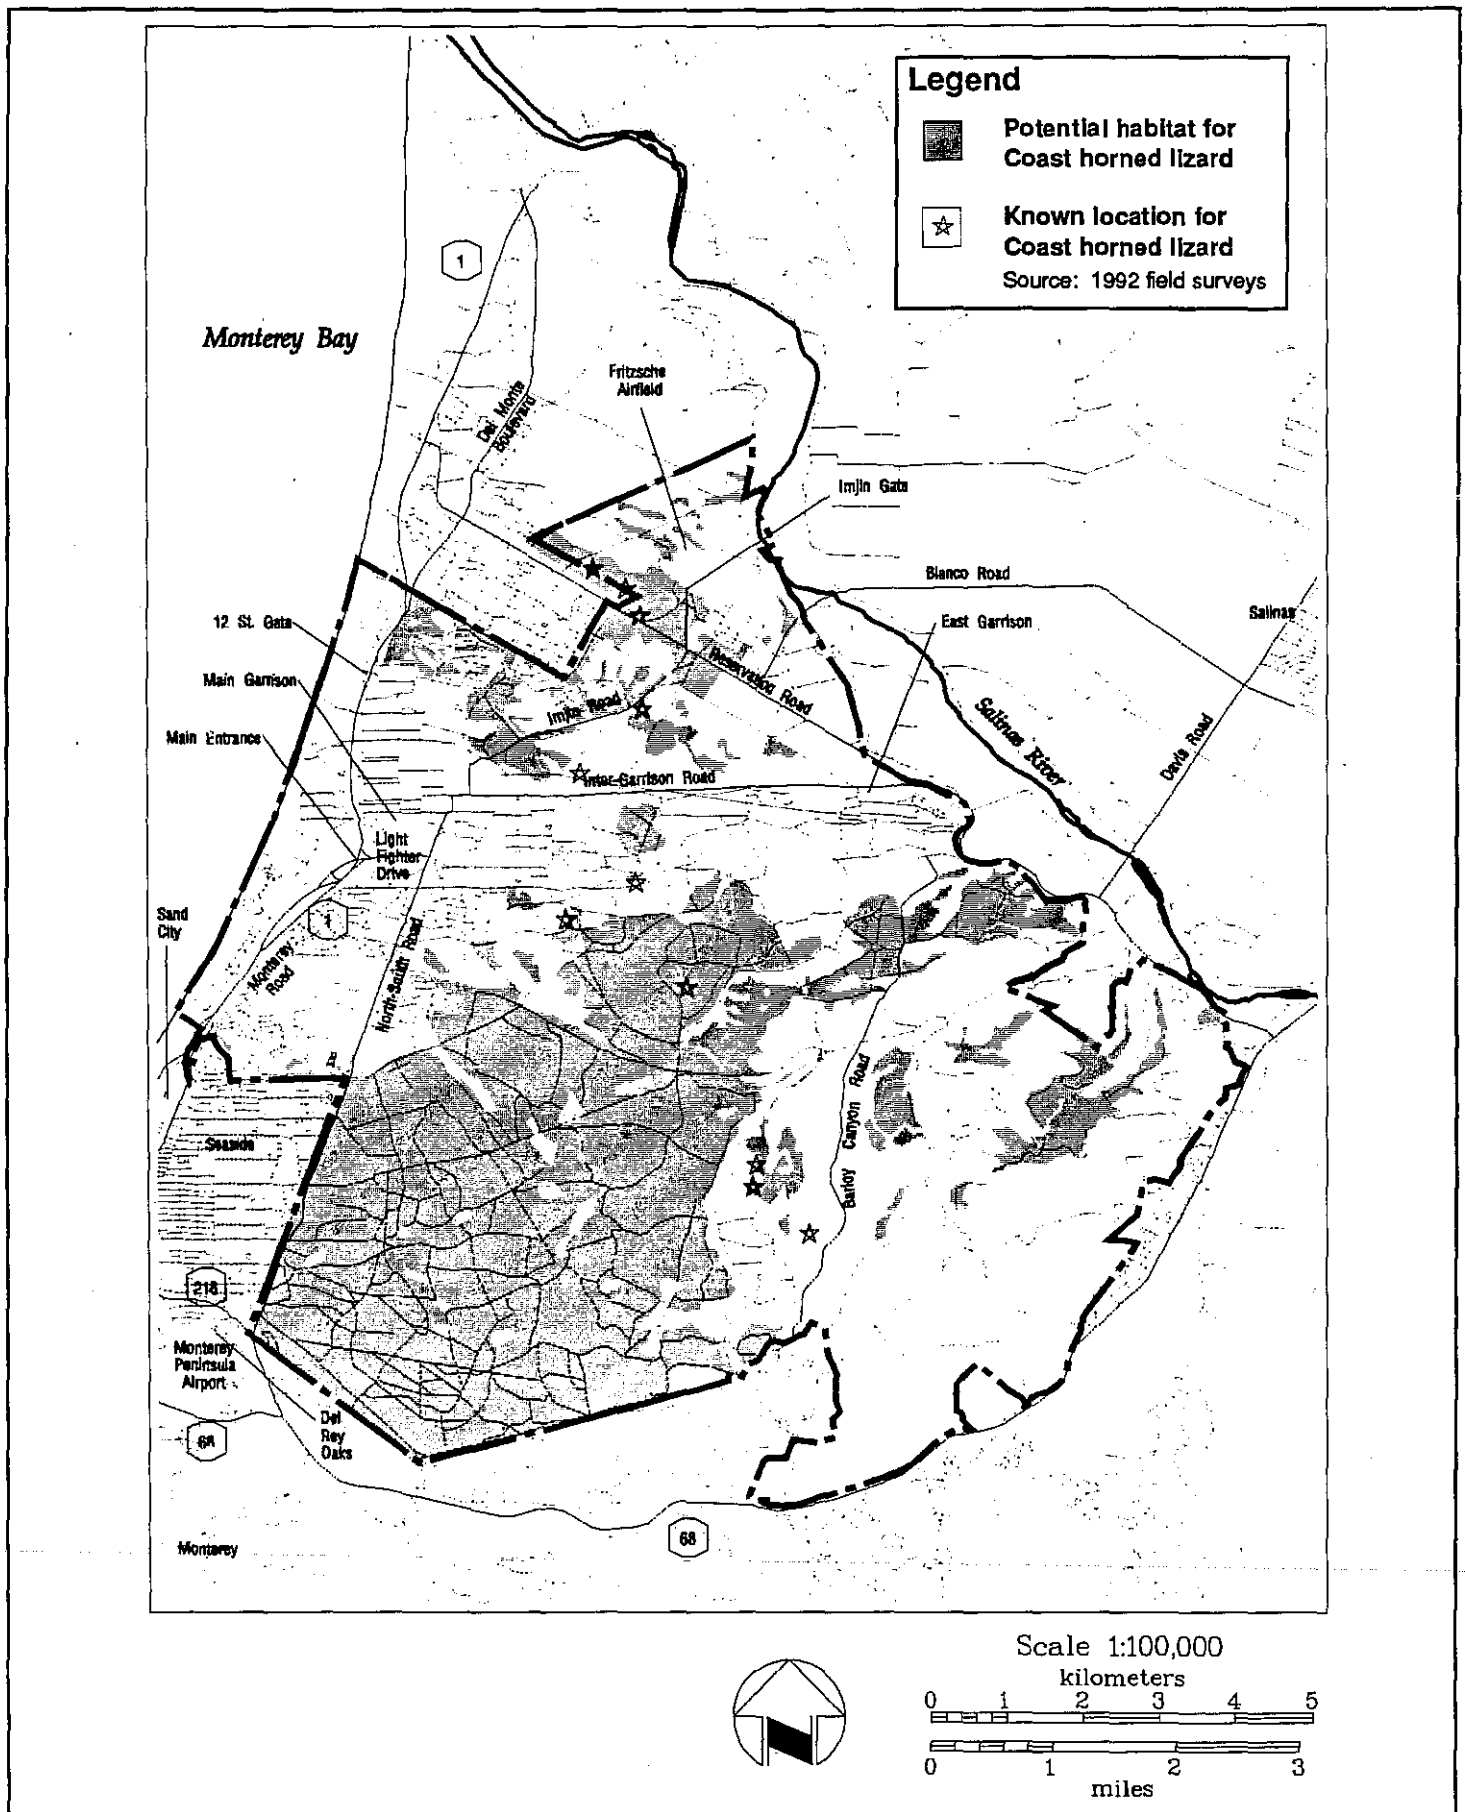 Legend
Potential habitat for
Coast horned lizard
Known location for
Coast horned lizard
Source: 1992 field surveys
1
Monterey Bay
Fritzsche
Airfield
Del Monte
Boulevard
Imjin Gate
Blanco Road
Salinas
12 St. Gate
East Garrison
Main Garrison
Reservation Road
Imjin Road
Salinas River
Main Entrance
Davis Road
Inter-Garrison Road
Light
Fighter
Drive
Sand
City
1
Monterey
Road
North-South Road
Barloy Canyon Road
Seaside
218
Monterey
Peninsula
Airport
Del
Rey
Oaks
68
68
Monterey
Scale 1:100,000
kilometers
0 1 2 3 4 5
0 1 2 3
miles